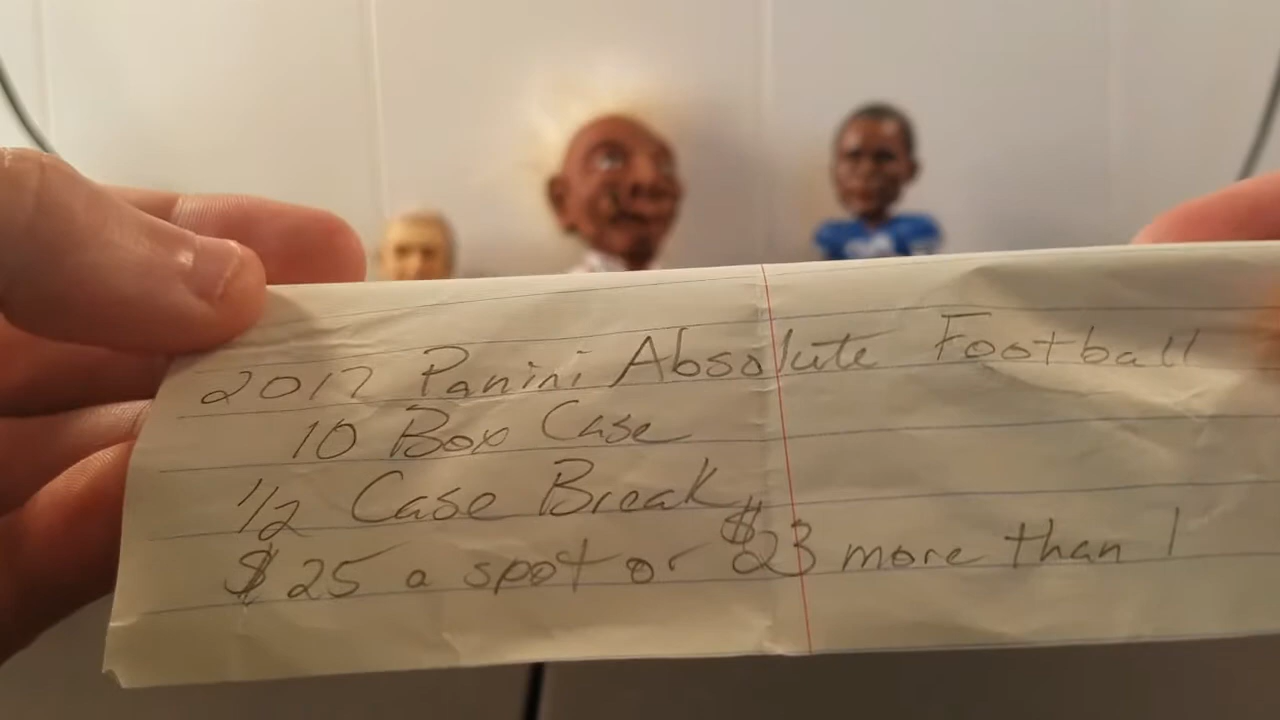 2017 Panini Absolute Football
10 Box Case
1/2 Case Break
$25 a spot or $23 more than 1